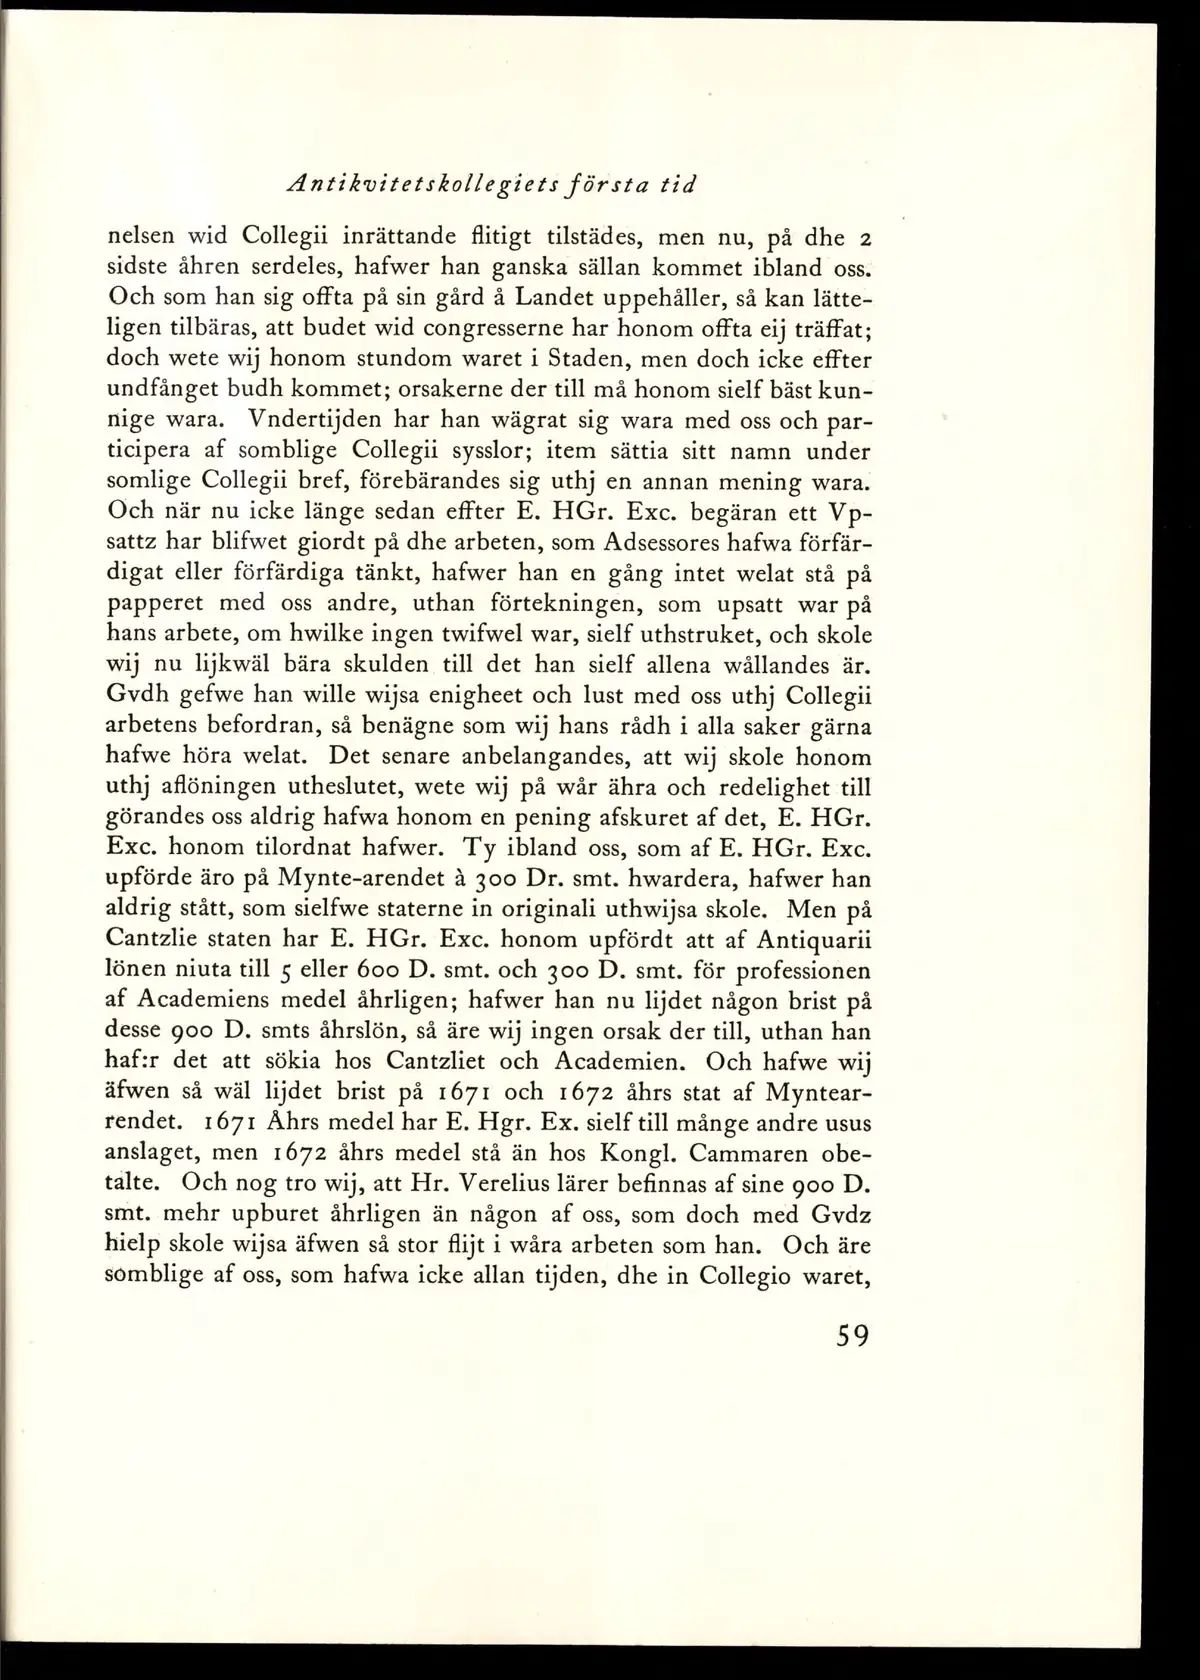 Antikvitetskollegiets första tid
nelsen wid Collegii inrättande flitigt tilstädes, men nu, på dhe 2
sidste åhren serdeles, hafwer han ganska sällan kommet ibland oss.
Och som han sig offta på sin gård å Landet uppehåller, så kan lätte-
ligen tilbäras, att budet wid congresserne har honom offta eij träffat;
doch wete wij honom stundom waret i Staden, men doch icke effter
undfånget budh kommet; orsakerne der till må honom sielf bäst kun-
nige wara. Vndertijden har han wägrat sig wara med oss och par-
ticipera af somblige Collegii sysslor; item sättia sitt namn under
somlige Collegii bref, förebärandes sig uthj en annan mening wara.
Och när nu icke länge sedan effter E. HGr. Exc. begäran ett Vp-
sattz har blifwet giordt på dhe arbeten, som Adsessores hafwa förfär-
digat eller förfärdiga tänkt, hafwer han en gång intet welat stå på
papperet med oss andre, uthan förtekningen, som upsatt war på
hans arbete, om hwilke ingen twifwel war, sielf uthstruket, och skole
wij nu lijkwäl bära skulden till det han sielf allena wållandes är.
Gvdh gefwe han wille wijsa enigheet och lust med oss uthj Collegii
arbetens befordran, så benägne som wij hans rådh i alla saker gärna
hafwe höra welat. Det senare anbelangandes, att wij skole honom
uthj aflöningen utheslutet, wete wij på wår ähra och redelighet till
görandes oss aldrig hafwa honom en pening afskuret af det, E. HGr.
Exc. honom tilordnat hafwer. Ty ibland oss, som af E. HGr. Exc.
upförde äro på Mynte-arendet à 300 Dr. smt. hwardera, hafwer han
aldrig stått, som sielfwe staterne in originali uthwijsa skole. Men på
Cantzlie staten har E. HGr. Exc. honom upfördt att af Antiquarii
lönen niuta till 5 eller 600 D. smt. och 300 D. smt. för professionen
af Academiens medel åhrligen; hafwer han nu lijdet någon brist på
desse 900 D. smts åhrslön, så äre wij ingen orsak der till, uthan han
haf:r det att sökia hos Cantzliet och Academien. Och hafwe wij
äfwen så wäl lijdet brist på 1671 och 1672 åhrs stat af Myntear-
rendet. 1671 Åhrs medel har E. Hgr. Ex. sielf till månge andre usus
anslaget, men 1672 åhrs medel stå än hos Kongl. Cammaren obe-
talte. Och nog tro wij, att Hr. Verelius lärer befinnas af sine 900 D.
smt. mehr upburet åhrligen än någon af oss, som doch med Gvdz
hielp skole wijsa äfwen så stor flijt i wåra arbeten som han. Och äre
somblige af oss, som hafwa icke allan tijden, dhe in Collegio waret,
59